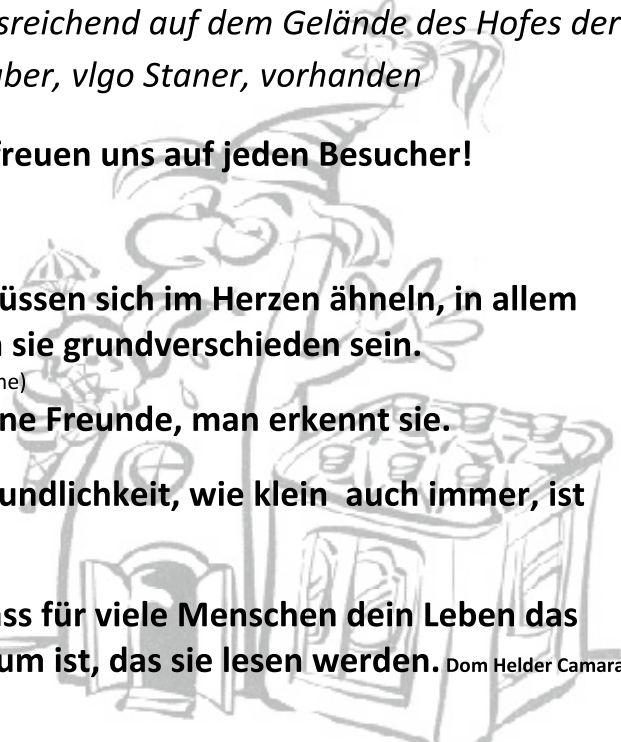 sreichend auf dem Gelände des Hofes der
uber, vlgo Staner, vorhanden
freuen uns auf jeden Besucher!
üssen sich im Herzen ähneln, in allem
n sie grundverschieden sein.
ne)
ne Freunde, man erkennt sie.
undlichkeit, wie klein auch immer, ist
ss für viele Menschen dein Leben das
um ist, das sie lesen werden. Dom Helder Camara